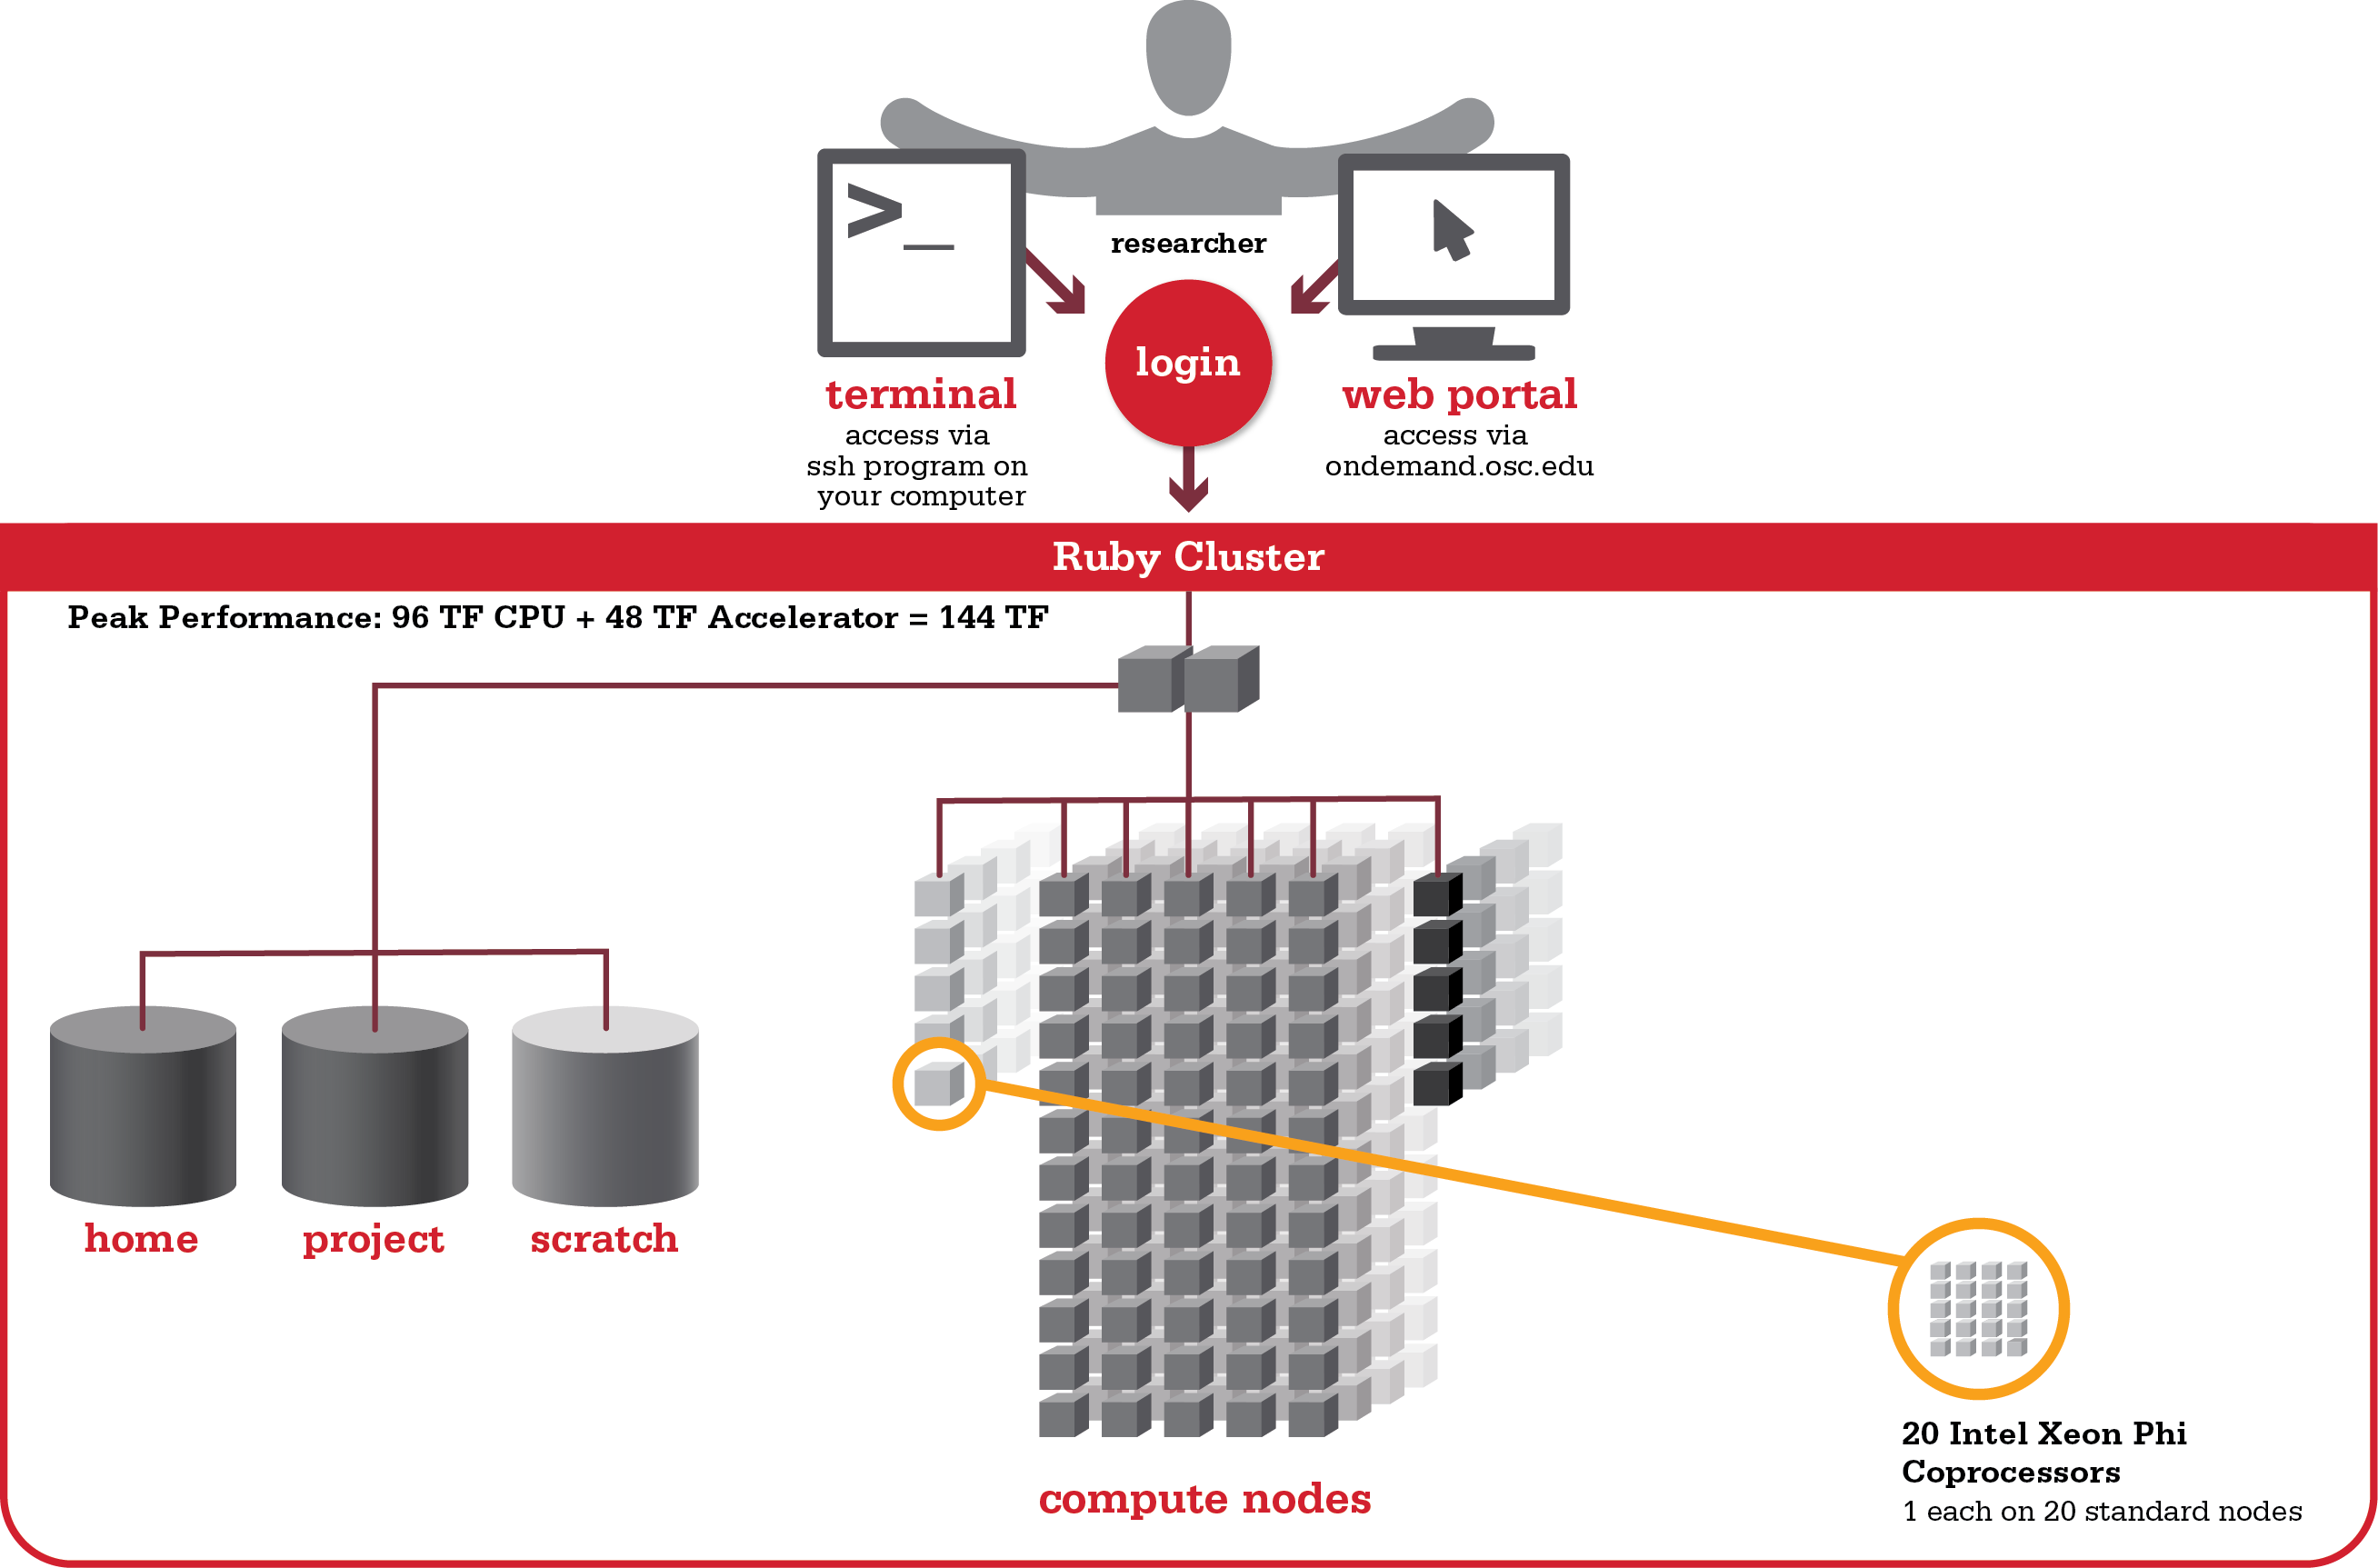 >_
researcher
login
terminal
access via
ssh program on
your computer
web portal
access via
ondemand.osc.edu
Ruby Cluster
Peak Performance: 96 TF CPU + 48 TF Accelerator = 144 TF
home
project
scratch
compute nodes
20 Intel Xeon Phi
Coprocessors
1 each on 20 standard nodes